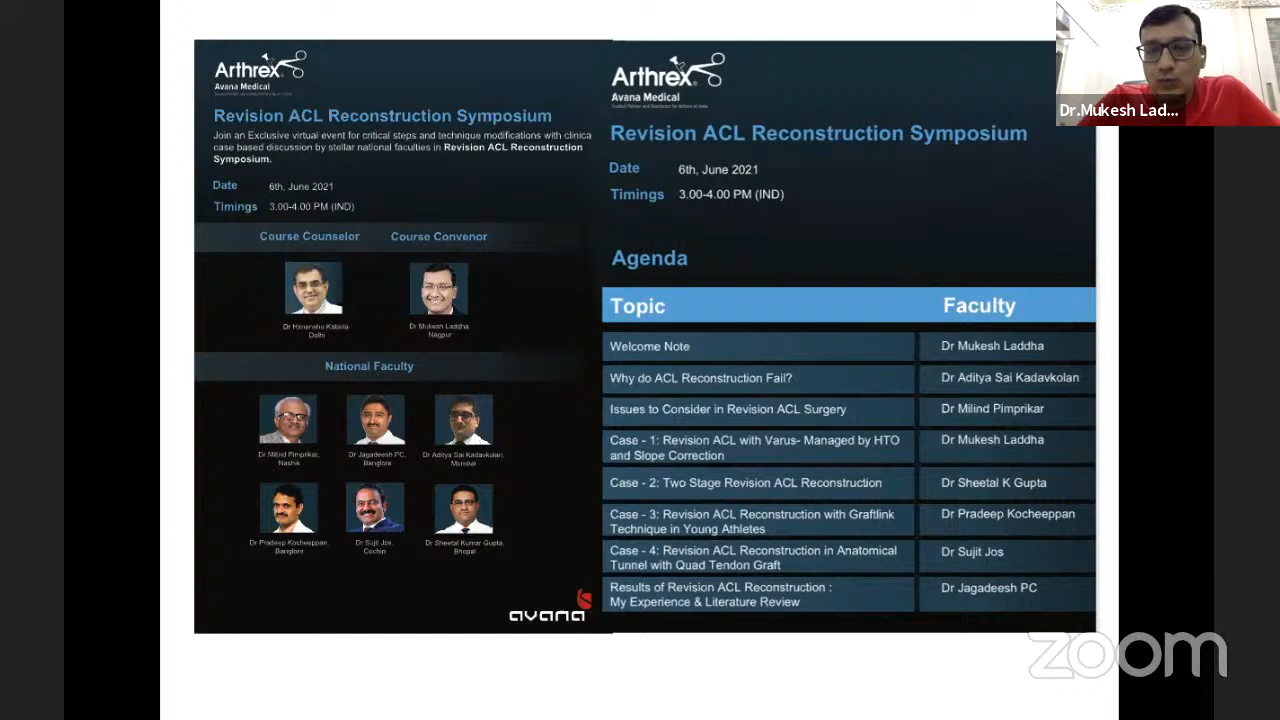 Arthrex
Avana Medical
Revision ACL Reconstruction Symposium
Join an Exclusive virtual event for critical steps and technique modifications with clinica
case based discussion by stellar national faculties in Revision ACL Reconstruction
Symposium.
Date 6th, June 2021
Timings 3.00-4.00 PM (IND)
Course Counselor Course Convenor
Dr Himanshu Kataria Dr Mukesh Laddha
Delhi Nagpur
National Faculty
Dr Milind Pimprikar, Dr Jagadeesh PC, Dr Aditya Sai Kadavkolan,
Nashik Banglore Mumbai
Dr Pradeep Kocheeppan, Dr Sujit Jos, Dr Sheetal Kumar Gupta,
Banglore Cochin Bhopal
avana
Arthrex
Avana Medical
Revision ACL Reconstruction Symposium
Date 6th, June 2021
Timings 3.00-4.00 PM (IND)
Agenda
Topic Faculty
Welcome Note Dr Mukesh Laddha
Why do ACL Reconstruction Fail? Dr Aditya Sai Kadavkolan
Issues to Consider in Revision ACL Surgery Dr Milind Pimprikar
Case - 1: Revision ACL with Varus- Managed by HTO Dr Mukesh Laddha
and Slope Correction
Case - 2: Two Stage Revision ACL Reconstruction Dr Sheetal K Gupta
Case - 3: Revision ACL Reconstruction with Graftlink Dr Pradeep Kocheeppan
Technique in Young Athletes
Case - 4: Revision ACL Reconstruction in Anatomical Dr Sujit Jos
Tunnel with Quad Tendon Graft
Results of Revision ACL Reconstruction : Dr Jagadeesh PC
My Experience & Literature Review
Dr.Mukesh Lad...
zoom